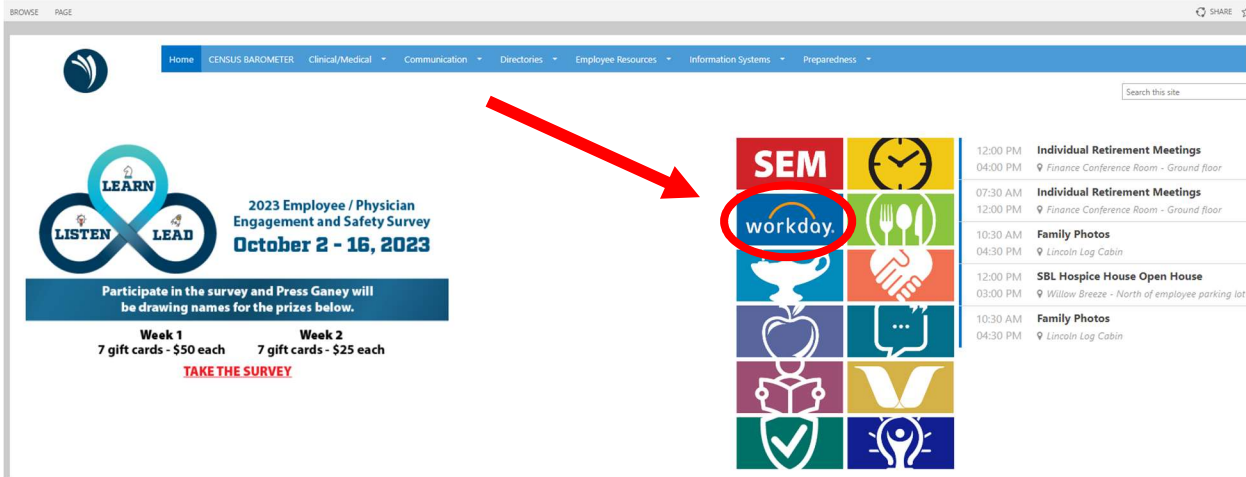 BROWSE PAGE
SHARE
Home CENSUS BAROMETER Clinical/Medical Communication Directories Employee Resources Information Systems Preparedness
Search this site
LEARN
LISTEN LEAD
2023 Employee / Physician
Engagement and Safety Survey
October 2 - 16, 2023
Participate in the survey and Press Ganey will
be drawing names for the prizes below.
Week 1
7 gift cards - $50 each
Week 2
7 gift cards - $25 each
TAKE THE SURVEY
SEM
workday.
12:00 PM Individual Retirement Meetings
04:00 PM Finance Conference Room - Ground floor
07:30 AM Individual Retirement Meetings
12:00 PM Finance Conference Room - Ground floor
10:30 AM Family Photos
04:30 PM Lincoln Log Cabin
12:00 PM SBL Hospice House Open House
03:00 PM Willow Breeze - North of employee parking lot
10:30 AM Family Photos
04:30 PM Lincoln Log Cabin